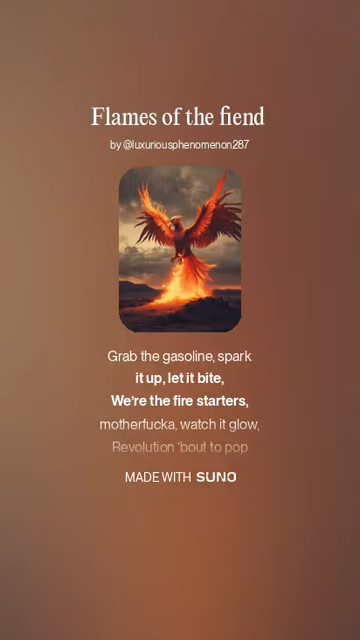 Flames of the fiend
by @luxuriousphenomenon287
Grab the gasoline, spark
it up, let it bite,
We're the fire starters,
motherfucka, watch it glow,
Revolution 'bout to pop
MADE WITH SUNO